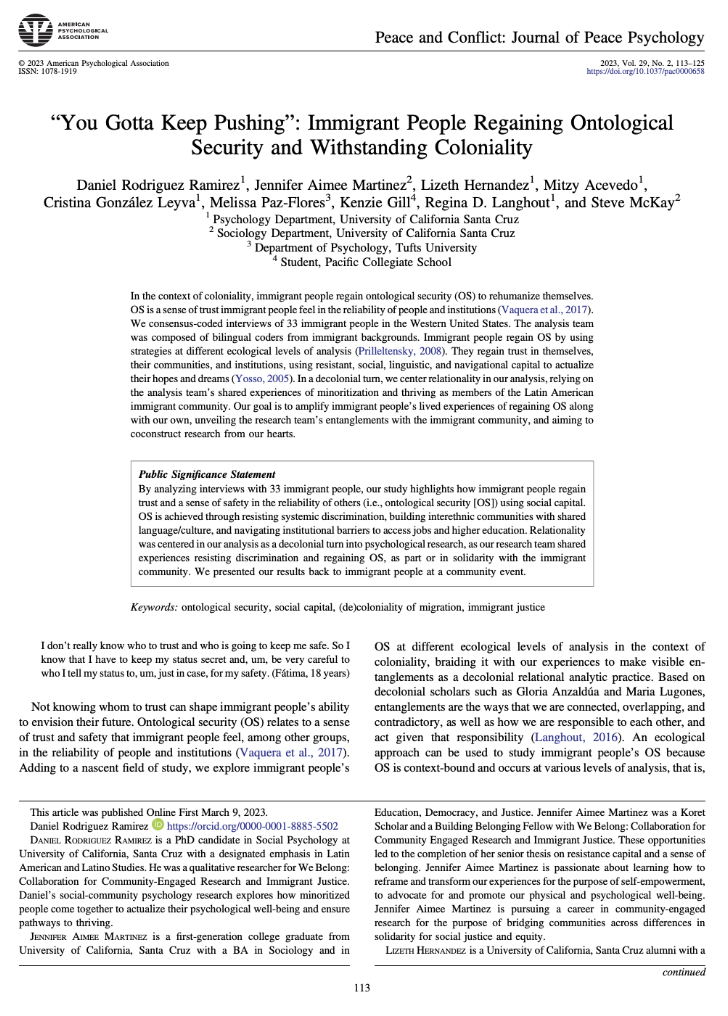 AMERICAN
PSYCHOLOGICAL
ASSOCIATION
Peace and Conflict: Journal of Peace Psychology
© 2023 American Psychological Association
ISSN: 1078-1919
2023, Vol. 29, No. 2, 113–125
https://doi.org/10.1037/pac0000658
“You Gotta Keep Pushing”: Immigrant People Regaining Ontological
Security and Withstanding Coloniality
Daniel Rodriguez Ramirez1, Jennifer Aimee Martinez2, Lizeth Hernandez1, Mitzy Acevedo1,
Cristina González Leyva1, Melissa Paz-Flores3, Kenzie Gill4, Regina D. Langhout1, and Steve McKay2
1 Psychology Department, University of California Santa Cruz
2 Sociology Department, University of California Santa Cruz
3 Department of Psychology, Tufts University
4 Student, Pacific Collegiate School
In the context of coloniality, immigrant people regain ontological security (OS) to rehumanize themselves.
OS is a sense of trust immigrant people feel in the reliability of people and institutions (Vaquera et al., 2017).
We consensus-coded interviews of 33 immigrant people in the Western United States. The analysis team
was composed of bilingual coders from immigrant backgrounds. Immigrant people regain OS by using
strategies at different ecological levels of analysis (Prilleltensky, 2008). They regain trust in themselves,
their communities, and institutions, using resistant, social, linguistic, and navigational capital to actualize
their hopes and dreams (Yosso, 2005). In a decolonial turn, we center relationality in our analysis, relying on
the analysis team’s shared experiences of minoritization and thriving as members of the Latin American
immigrant community. Our goal is to amplify immigrant people’s lived experiences of regaining OS along
with our own, unveiling the research team’s entanglements with the immigrant community, and aiming to
coconstruct research from our hearts.
Public Significance Statement
By analyzing interviews with 33 immigrant people, our study highlights how immigrant people regain
trust and a sense of safety in the reliability of others (i.e., ontological security [OS]) using social capital.
OS is achieved through resisting systemic discrimination, building interethnic communities with shared
language/culture, and navigating institutional barriers to access jobs and higher education. Relationality
was centered in our analysis as a decolonial turn into psychological research, as our research team shared
experiences resisting discrimination and regaining OS, as part or in solidarity with the immigrant
community. We presented our results back to immigrant people at a community event.
Keywords: ontological security, social capital, (de)coloniality of migration, immigrant justice
I don’t really know who to trust and who is going to keep me safe. So I
know that I have to keep my status secret and, um, be very careful to
who I tell my status to, um, just in case, for my safety. (Fátima, 18 years)
Not knowing whom to trust can shape immigrant people’s ability
to envision their future. Ontological security (OS) relates to a sense
of trust and safety that immigrant people feel, among other groups,
in the reliability of people and institutions (Vaquera et al., 2017).
Adding to a nascent field of study, we explore immigrant people’s
OS at different ecological levels of analysis in the context of
coloniality, braiding it with our experiences to make visible en-
tanglements as a decolonial relational analytic practice. Based on
decolonial scholars such as Gloria Anzaldúa and Maria Lugones,
entanglements are the ways that we are connected, overlapping, and
contradictory, as well as how we are responsible to each other, and
act given that responsibility (Langhout, 2016). An ecological
approach can be used to study immigrant people’s OS because
OS is context-bound and occurs at various levels of analysis, that is,
This article was published Online First March 9, 2023.
Daniel Rodriguez Ramirez iD https://orcid.org/0000-0001-8885-5502
DANIEL RODRIGUEZ RAMIREZ is a PhD candidate in Social Psychology at
University of California, Santa Cruz with a designated emphasis in Latin
American and Latino Studies. He was a qualitative researcher for We Belong:
Collaboration for Community-Engaged Research and Immigrant Justice.
Daniel’s social-community psychology research explores how minoritized
people come together to actualize their psychological well-being and ensure
pathways to thriving.
JENNIFER AIMEE MARTINEZ is a first-generation college graduate from
University of California, Santa Cruz with a BA in Sociology and in
Education, Democracy, and Justice. Jennifer Aimee Martinez was a Koret
Scholar and a Building Belonging Fellow with We Belong: Collaboration for
Community Engaged Research and Immigrant Justice. These opportunities
led to the completion of her senior thesis on resistance capital and a sense of
belonging. Jennifer Aimee Martinez is passionate about learning how to
reframe and transform our experiences for the purpose of self-empowerment,
to advocate for and promote our physical and psychological well-being.
Jennifer Aimee Martinez is pursuing a career in community-engaged
research for the purpose of bridging communities across differences in
solidarity for social justice and equity.
LIZETH HERNANDEZ is a University of California, Santa Cruz alumni with a
continued
113